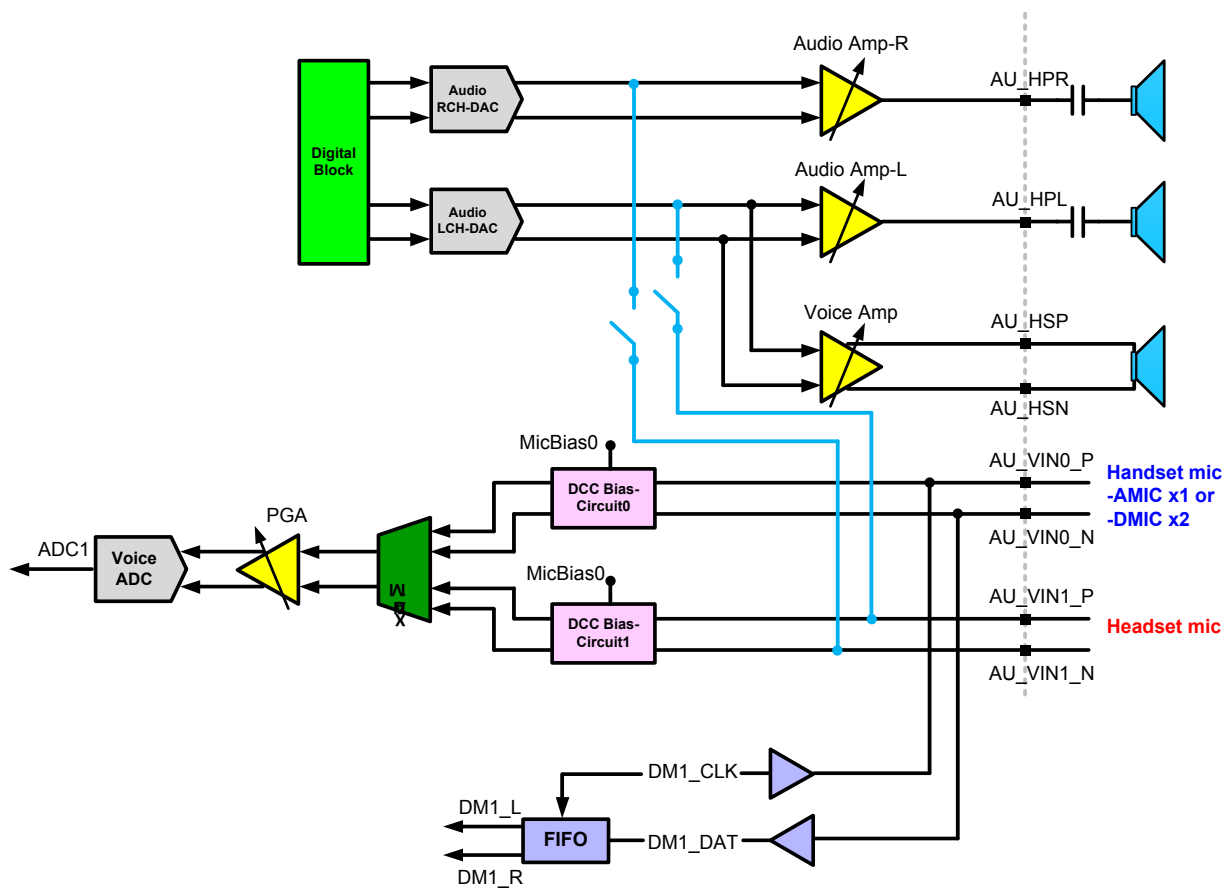 Audio Amp-R
AU_HPR
Audio
RCH-DAC
Digital
Block
Audio Amp-L
AU_HPL
Audio
LCH-DAC
Voice Amp
AU_HSP
AU_HSN
MicBias0
AU_VIN0_P
DCC Bias-
Circuit0
Handset mic
-AMIC x1 or
-DMIC x2
AU_VIN0_N
PGA
ADC1
Voice
ADC
MUX
MicBias0
AU_VIN1_P
DCC Bias-
Circuit1
Headset mic
AU_VIN1_N
DM1_CLK
DM1_L
FIFO
DM1_DAT
DM1_R